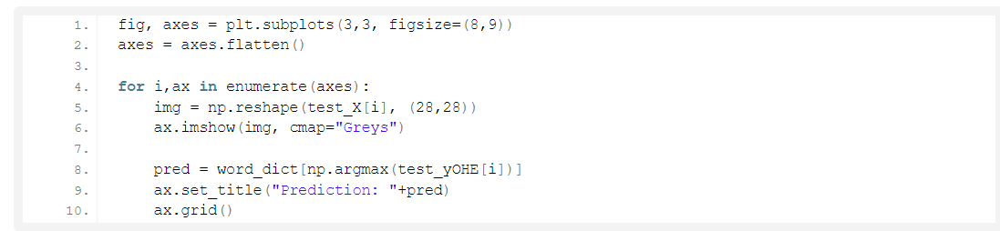 1. fig, axes = plt.subplots(3,3, figsize=(8,9))
2. axes = axes.flatten()
3.
4. for i,ax in enumerate(axes):
5.     img = np.reshape(test_X[i], (28,28))
6.     ax.imshow(img, cmap="Greys")
7.
8.     pred = word_dict[np.argmax(test_yOHE[i])]
9.     ax.set_title("Prediction: "+pred)
10.     ax.grid()